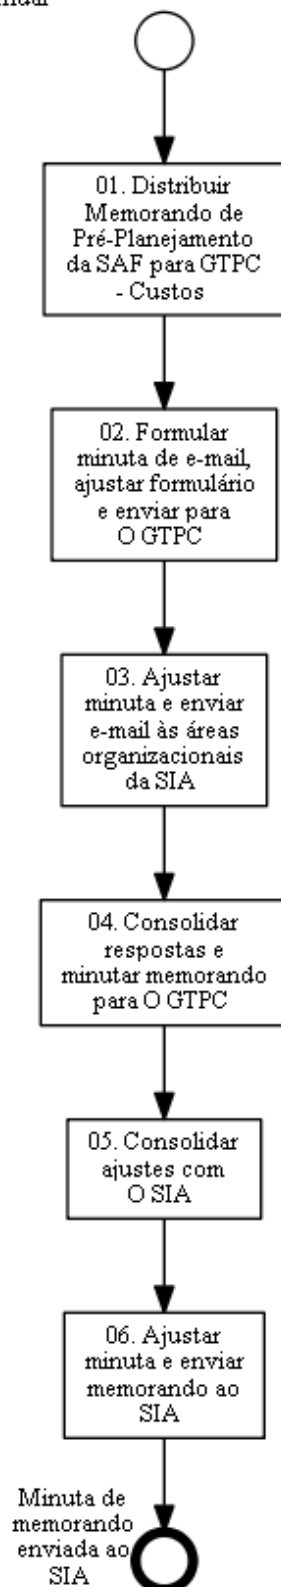 01. Distribuir
Memorando de
Pré-Planejamento
da SAF para GTPC
- Custos
02. Formular
minuta de e-mail,
ajustar formulário
e enviar para
O GTPC
03. Ajustar
minuta e enviar
e-mail às áreas
organizacionais
da SIA
04. Consolidar
respostas e
minutar memorando
para O GTPC
05. Consolidar
ajustes com
O SIA
06. Ajustar
minuta e enviar
memorando ao
SIA
Minuta de
memorando
enviada ao
SIA